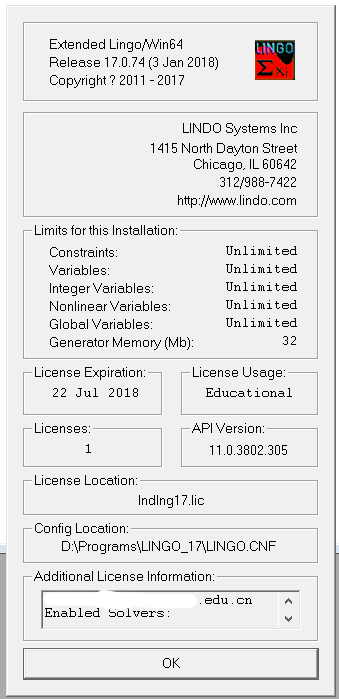 Extended Lingo/Win64
Release 17.0.74 (3 Jan 2018)
Copyright ? 2011 - 2017
LINGO
Σxi
LINDO Systems Inc
1415 North Dayton Street
Chicago, IL 60642
312/988-7422
http://www.lindo.com
Limits for this Installation:
Constraints: Unlimited
Variables: Unlimited
Integer Variables: Unlimited
Nonlinear Variables: Unlimited
Global Variables: Unlimited
Generator Memory (Mb): 32
License Expiration:
22 Jul 2018
License Usage:
Educational
Licenses:
1
API Version:
11.0.3802.305
License Location:
lndlng17.lic
Config Location:
D:\Programs\LINGO_17\LINGO.CNF
Additional License Information:
.edu.cn
Enabled Solvers:
OK